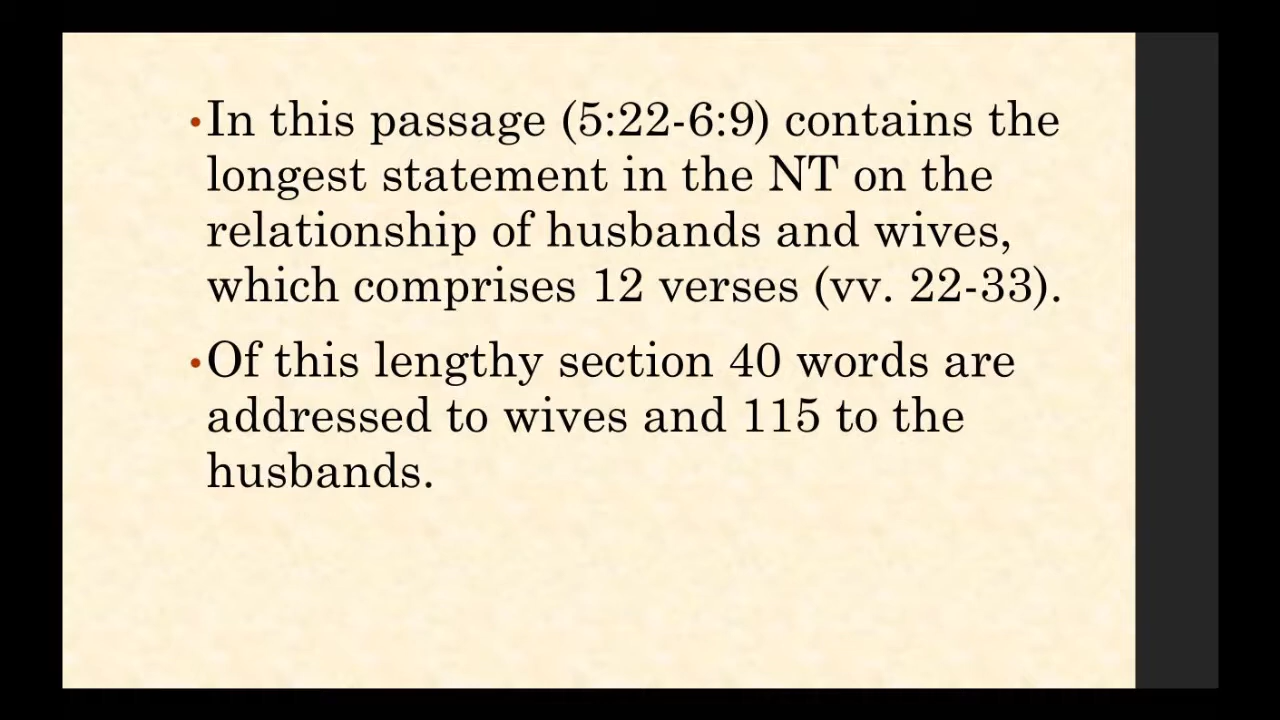 •In this passage (5:22-6:9) contains the
longest statement in the NT on the
relationship of husbands and wives,
which comprises 12 verses (vv. 22-33).
•Of this lengthy section 40 words are
addressed to wives and 115 to the
husbands.